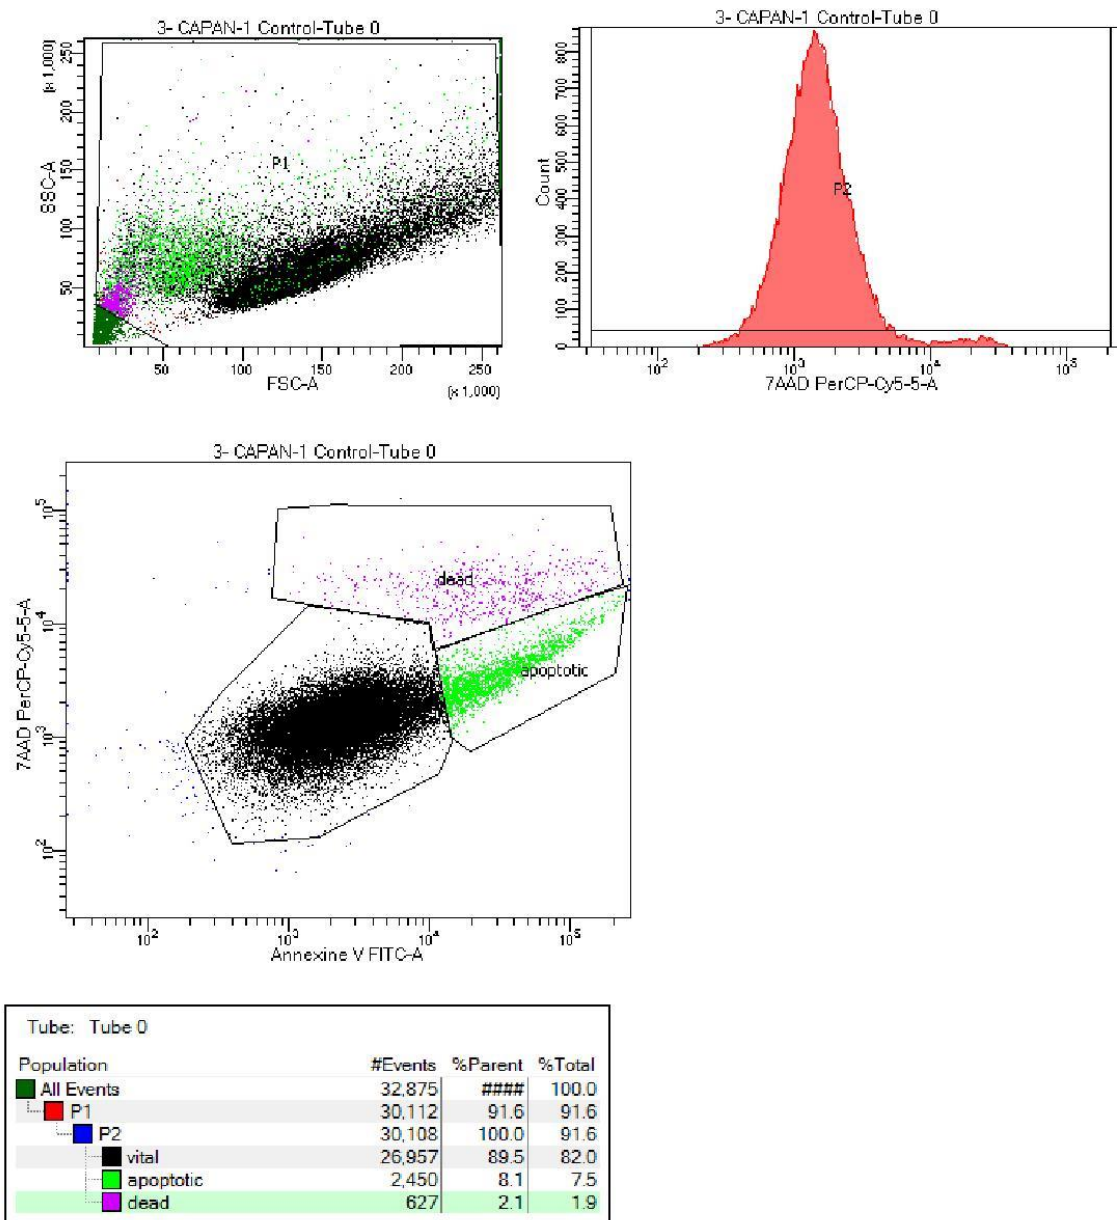 3- CAPAN-1 Control-Tube 0
(x 1,000)
SSC-A
250
200
150
100
50
P1
50 100 150 200 250
FSC-A
(x 1,000)
3- CAPAN-1 Control-Tube 0
Count
800
700
600
500
400
300
200
100
0
P2
10² 10³ 10⁴ 10⁵
7AAD PerCP-Cy5-5-A
3- CAPAN-1 Control-Tube 0
7AAD PerCP-Cy5-5-A
10⁵
10⁴
10³
10²
dead
apoptotic
10² 10³ 10⁴ 10⁵
Annexine V FITC-A
Tube: Tube 0
Population #Events %Parent %Total
All Events 32,875 #### 100.0
P1 30,112 91.6 91.6
P2 30,108 100.0 91.6
vital 26,957 89.5 82.0
apoptotic 2,450 8.1 7.5
dead 627 2.1 1.9